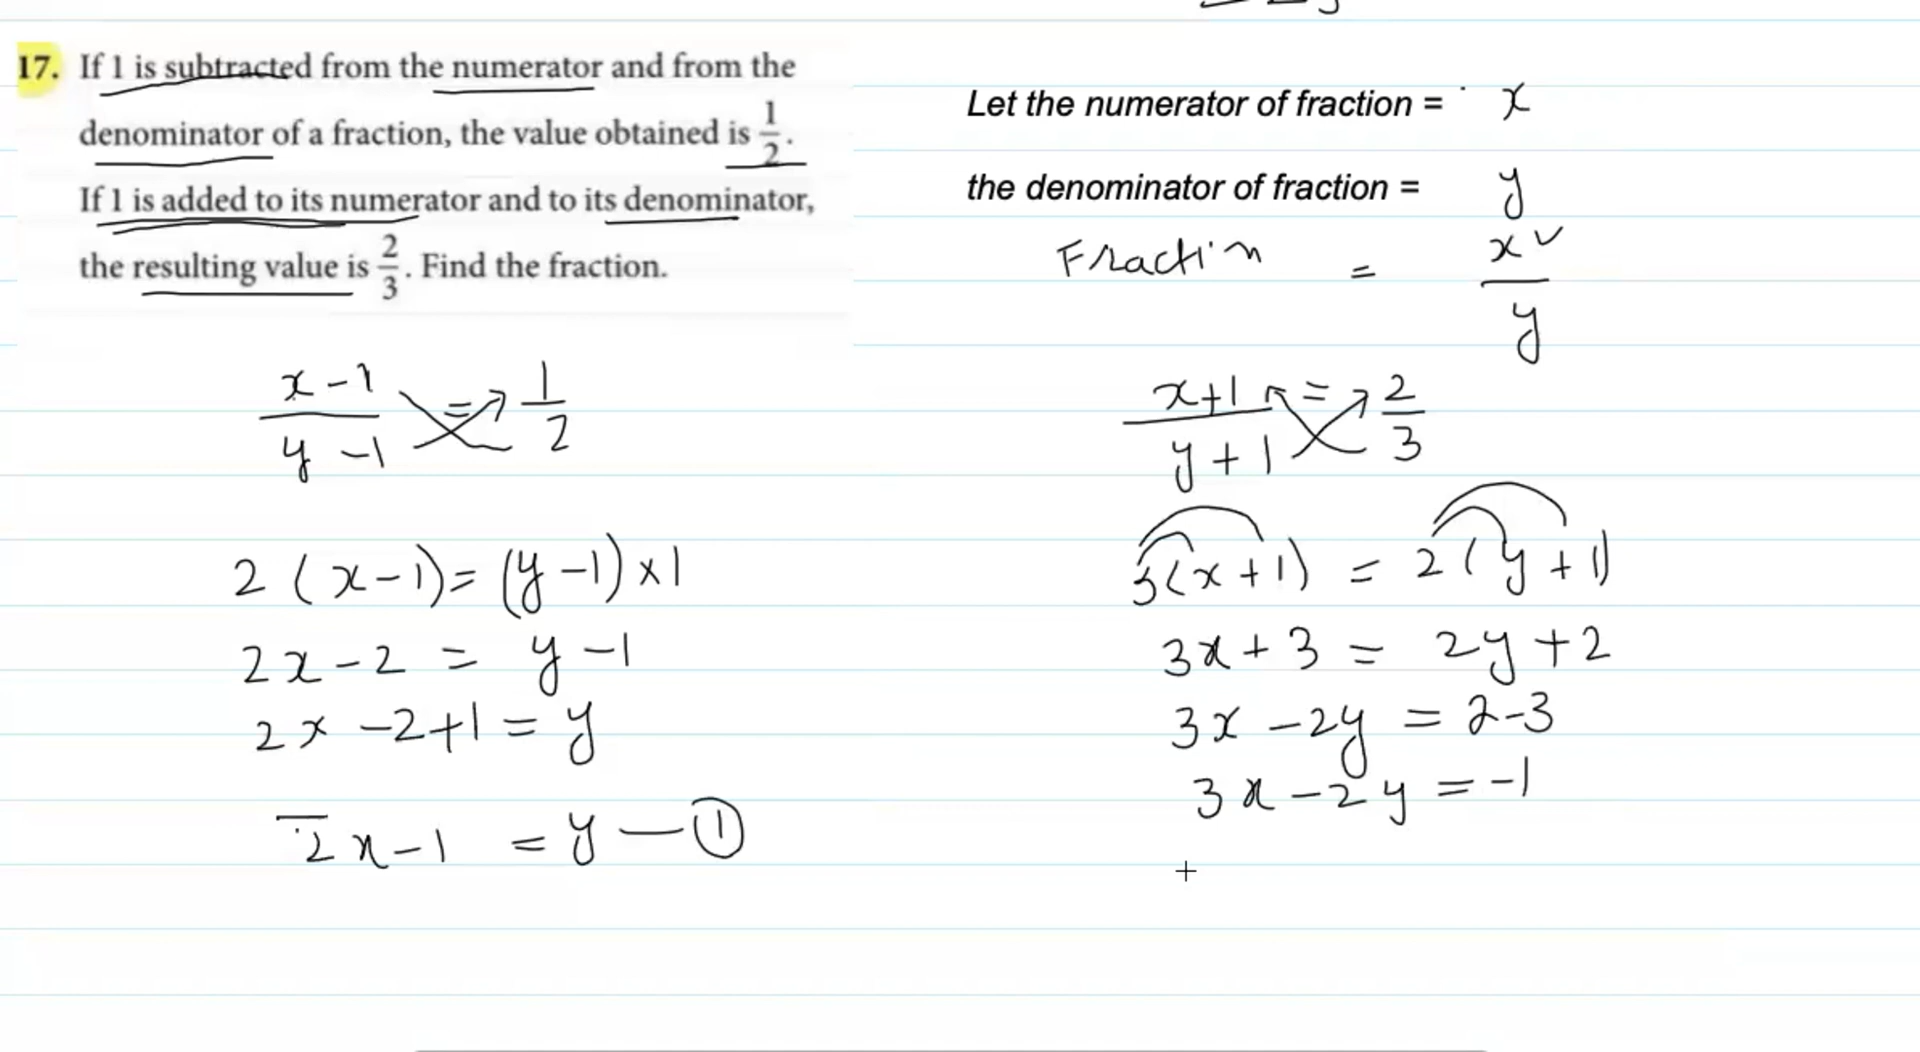 17. If 1 is subtracted from the numerator and from the
denominator of a fraction, the value obtained is 1/2.
If 1 is added to its numerator and to its denominator,
the resulting value is 2/3. Find the fraction.
Let the numerator of fraction = x
the denominator of fraction = y
Fraction = x/y
x-1/y-1 = 1/2
2(x-1) = (y-1)×1
2x-2 = y-1
2x-2+1 = y
2x-1 = y — ①
x+1/y+1 = 2/3
3(x+1) = 2(y+1)
3x+3 = 2y+2
3x-2y = 2-3
3x-2y = -1